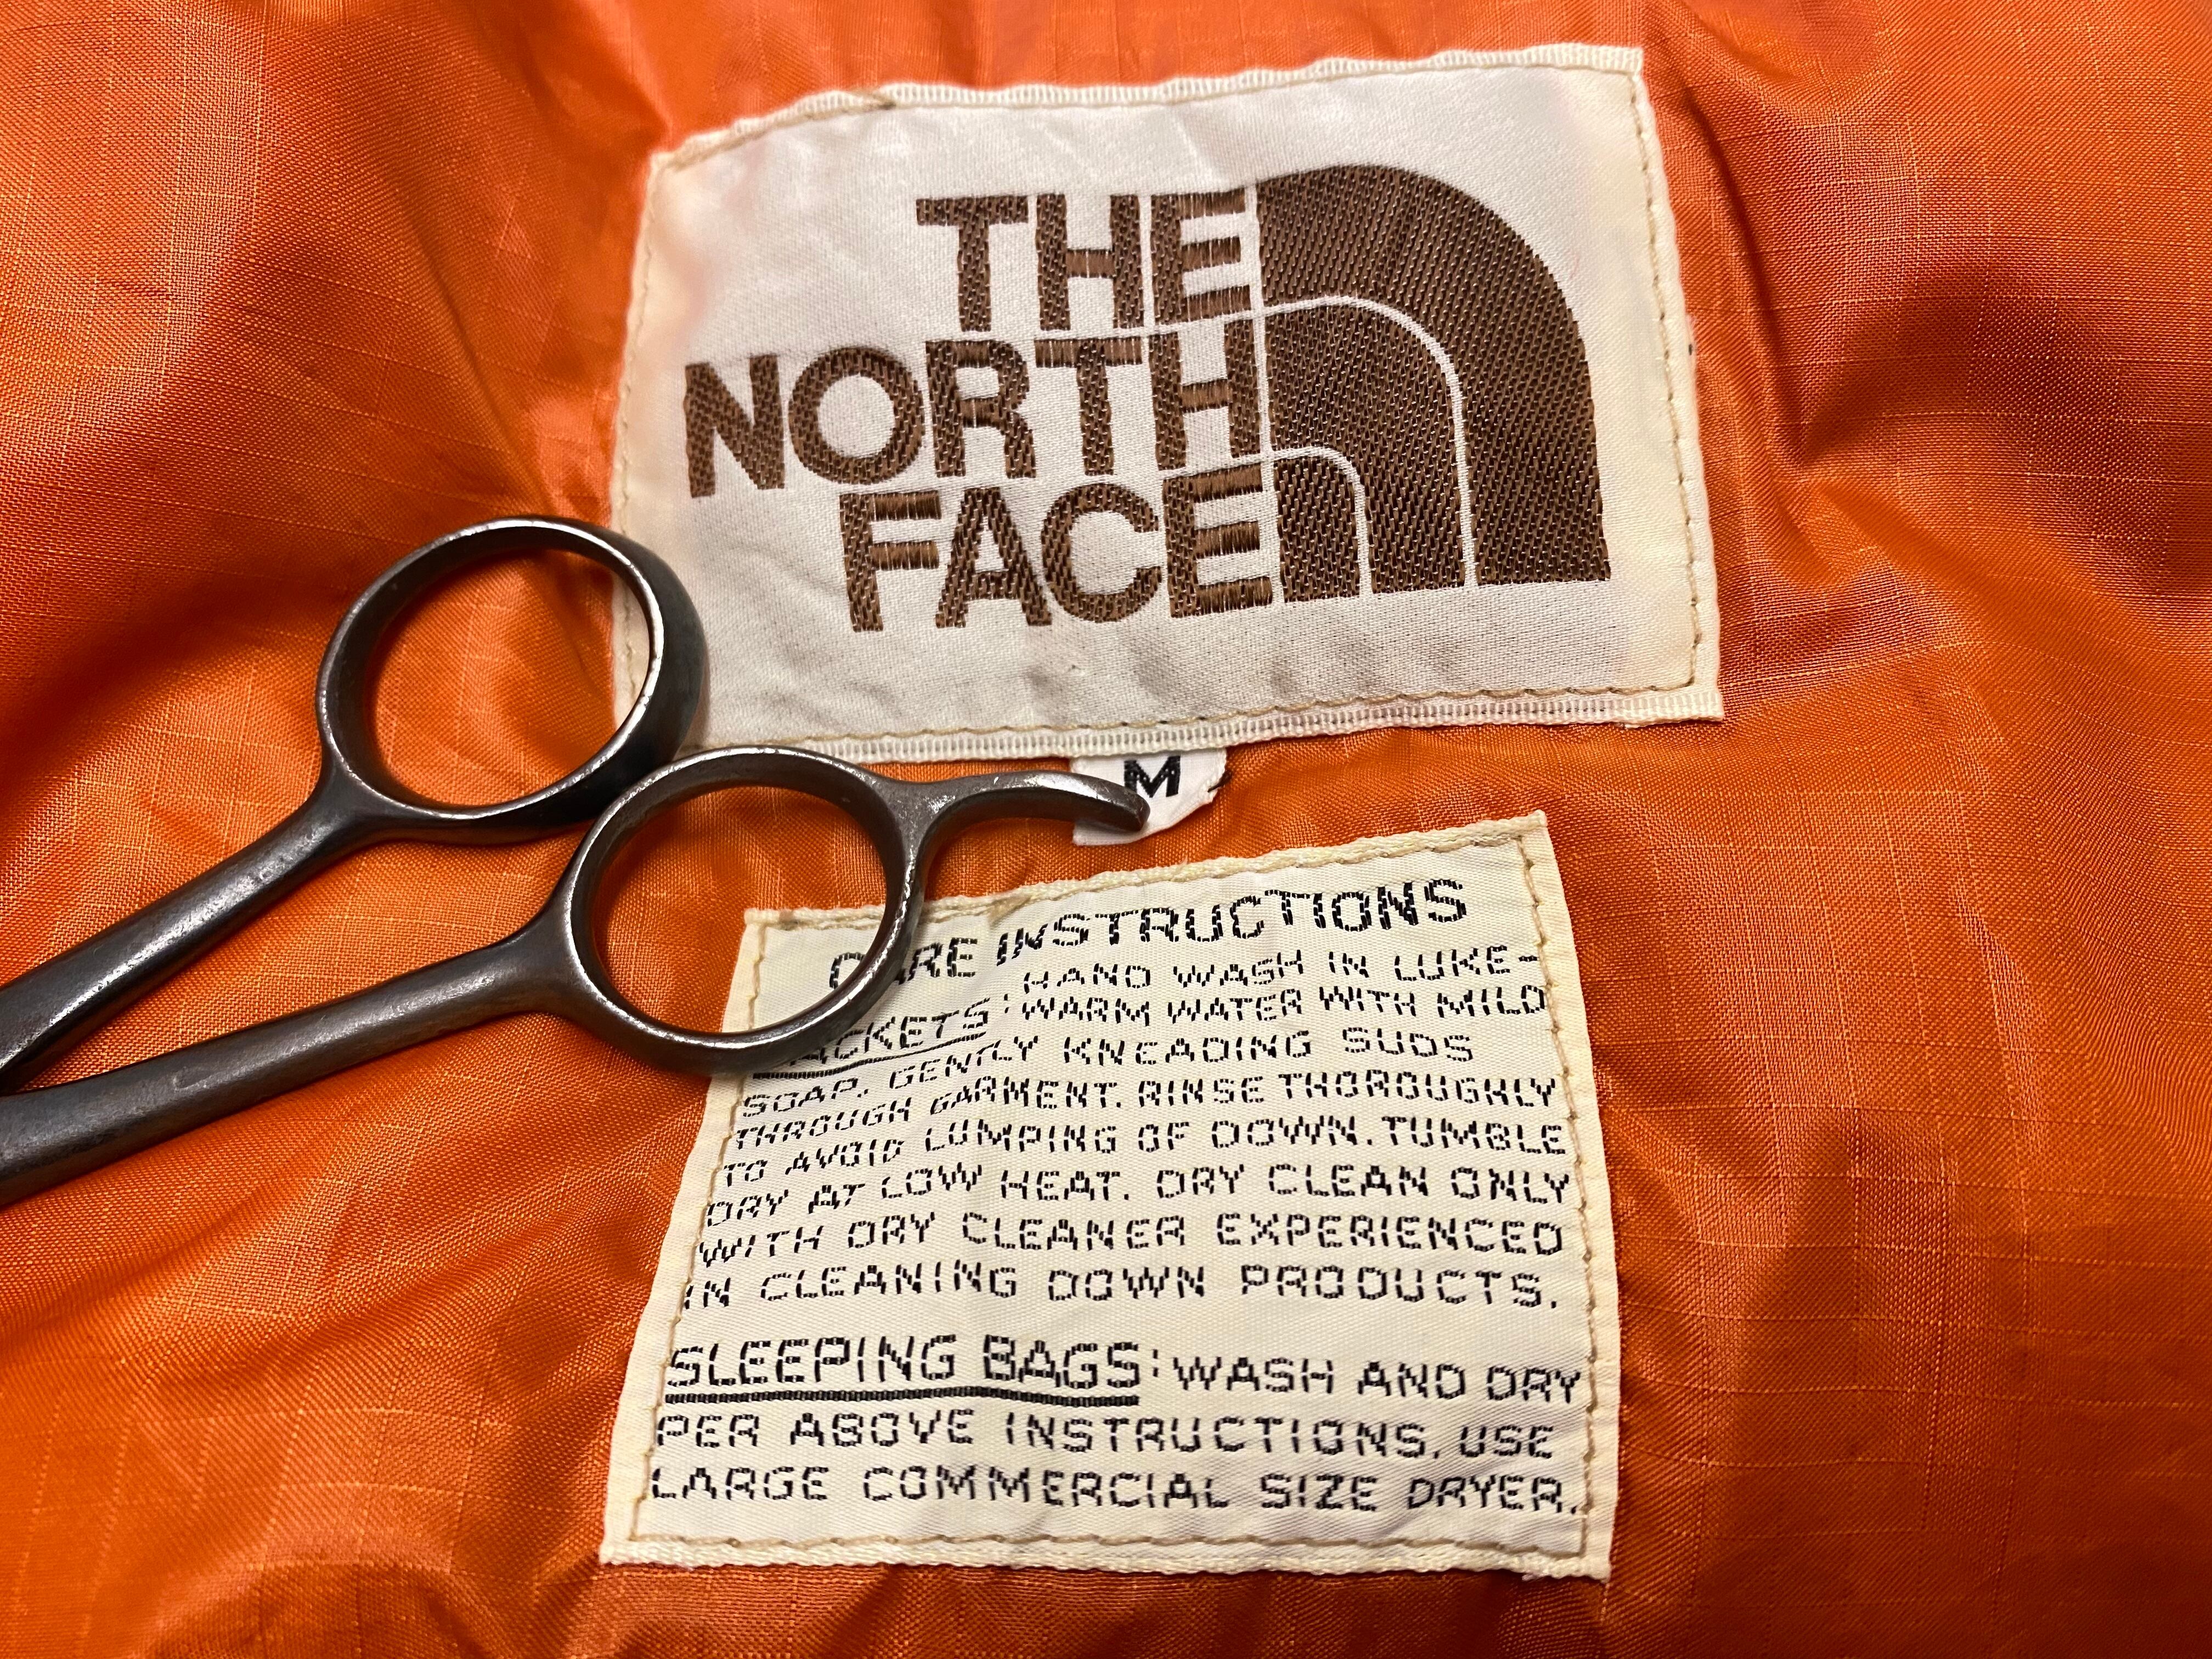 THE
NORTH
FACE
M
CARE INSTRUCTIONS
JACKETS: HAND WASH IN LUKE-
WARM WATER WITH MILD
SOAP. GENTLY KNEADING SUDS
THROUGH GARMENT. RINSE THOROUGHLY
TO AVOID LUMPING OF DOWN. TUMBLE
DRY AT LOW HEAT. DRY CLEAN ONLY
WITH DRY CLEANER EXPERIENCED
IN CLEANING DOWN PRODUCTS.
SLEEPING BAGS: WASH AND DRY
PER ABOVE INSTRUCTIONS. USE
LARGE COMMERCIAL SIZE DRYER.